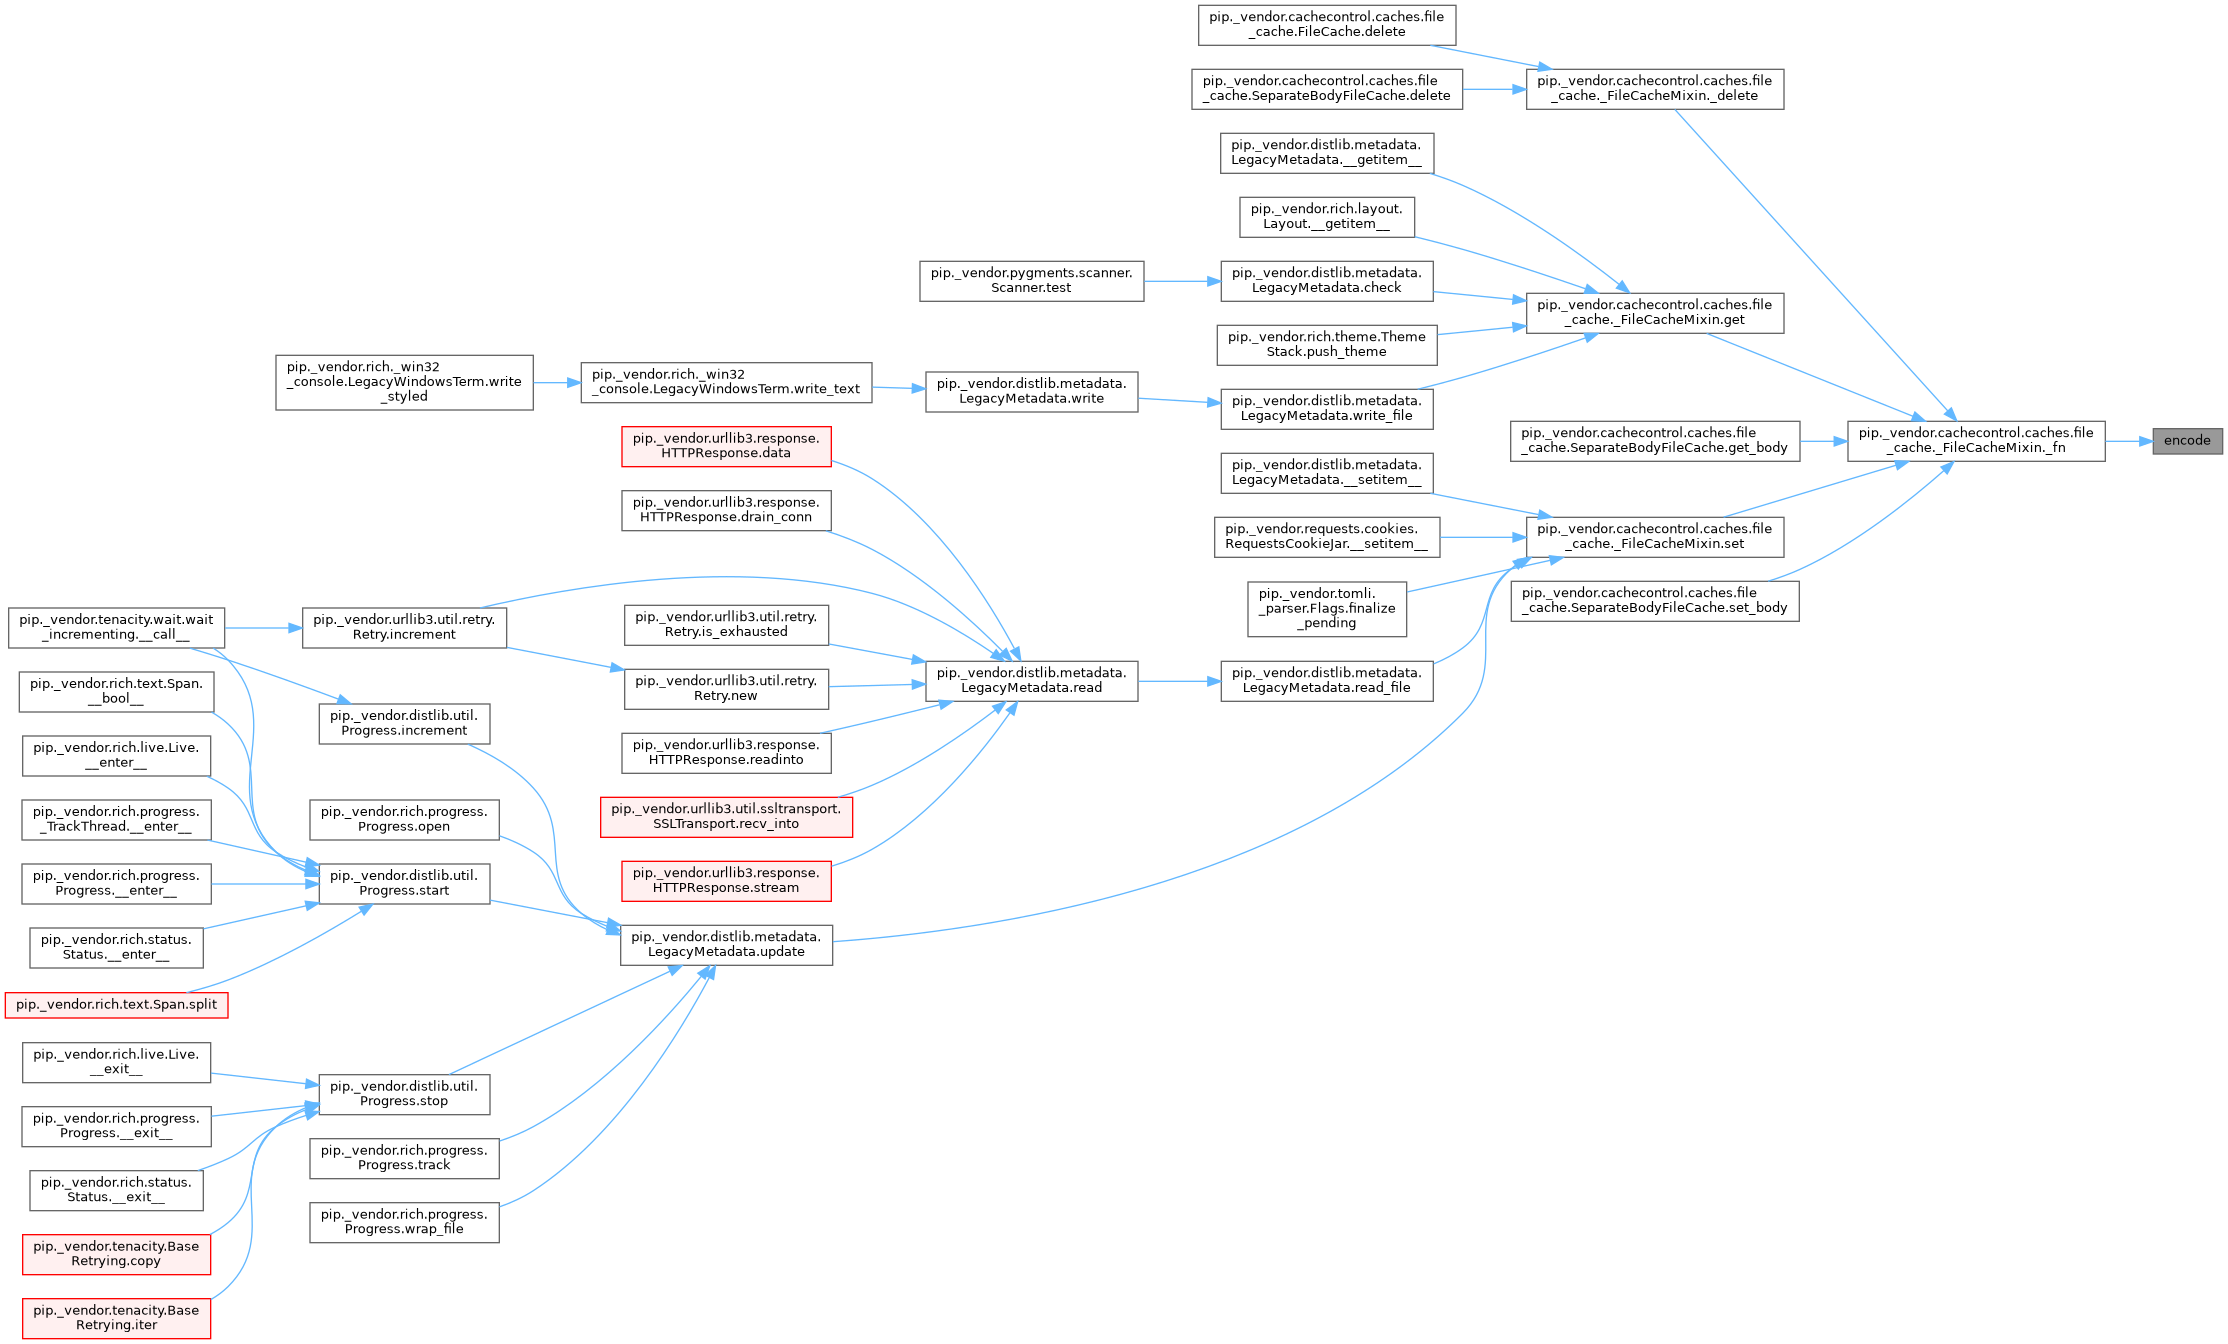 pip._vendor.cachecontrol.caches.file
_cache.FileCache.delete
pip._vendor.cachecontrol.caches.file
_cache.SeparateBodyFileCache.delete
pip._vendor.cachecontrol.caches.file
_cache._FileCacheMixin._delete
pip._vendor.distlib.metadata.
LegacyMetadata.__getitem__
pip._vendor.rich.layout.
Layout.__getitem__
pip._vendor.pygments.scanner.
Scanner.test
pip._vendor.distlib.metadata.
LegacyMetadata.check
pip._vendor.cachecontrol.caches.file
_cache._FileCacheMixin.get
pip._vendor.rich.theme.Theme
Stack.push_theme
pip._vendor.rich._win32
_console.LegacyWindowsTerm.write
_styled
pip._vendor.rich._win32
_console.LegacyWindowsTerm.write_text
pip._vendor.distlib.metadata.
LegacyMetadata.write
pip._vendor.distlib.metadata.
LegacyMetadata.write_file
pip._vendor.urllib3.response.
HTTPResponse.data
pip._vendor.cachecontrol.caches.file
_cache.SeparateBodyFileCache.get_body
pip._vendor.cachecontrol.caches.file
_cache._FileCacheMixin._fn
encode
pip._vendor.distlib.metadata.
LegacyMetadata.__setitem__
pip._vendor.urllib3.response.
HTTPResponse.drain_conn
pip._vendor.requests.cookies.
RequestsCookieJar.__setitem__
pip._vendor.cachecontrol.caches.file
_cache._FileCacheMixin.set
pip._vendor.tomli.
_parser.Flags.finalize
_pending
pip._vendor.cachecontrol.caches.file
_cache.SeparateBodyFileCache.set_body
pip._vendor.tenacity.wait.wait
_incrementing.__call__
pip._vendor.urllib3.util.retry.
Retry.increment
pip._vendor.urllib3.util.retry.
Retry.is_exhausted
pip._vendor.urllib3.util.retry.
Retry.new
pip._vendor.distlib.metadata.
LegacyMetadata.read
pip._vendor.distlib.metadata.
LegacyMetadata.read_file
pip._vendor.rich.text.Span.
__bool__
pip._vendor.distlib.util.
Progress.increment
pip._vendor.urllib3.response.
HTTPResponse.readinto
pip._vendor.rich.live.Live.
__enter__
pip._vendor.rich.progress.
_TrackThread.__enter__
pip._vendor.rich.progress.
Progress.open
pip._vendor.urllib3.util.ssltransport.
SSLTransport.recv_into
pip._vendor.rich.progress.
Progress.__enter__
pip._vendor.distlib.util.
Progress.start
pip._vendor.urllib3.response.
HTTPResponse.stream
pip._vendor.rich.status.
Status.__enter__
pip._vendor.distlib.metadata.
LegacyMetadata.update
pip._vendor.rich.text.Span.split
pip._vendor.rich.live.Live.
__exit__
pip._vendor.distlib.util.
Progress.stop
pip._vendor.rich.progress.
Progress.__exit__
pip._vendor.rich.progress.
Progress.track
pip._vendor.rich.status.
Status.__exit__
pip._vendor.rich.progress.
Progress.wrap_file
pip._vendor.tenacity.Base
Retrying.copy
pip._vendor.tenacity.Base
Retrying.iter